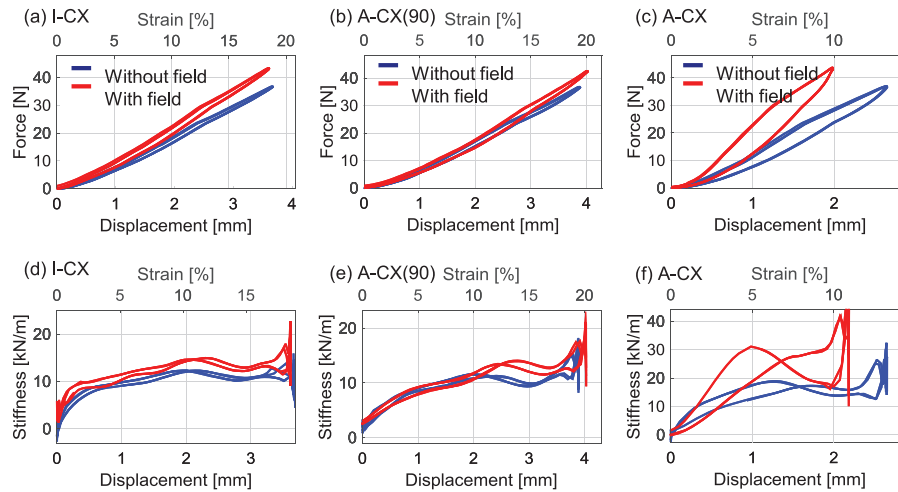 (a) I-CX
Strain [%]
0 5 10 15 20
Force [N]
40
30
20
10
0
Without field
With field
0 1 2 3 4
Displacement [mm]
(b) A-CX(90)
Strain [%]
0 5 10 15 20
Force [N]
40
30
20
10
0
Without field
With field
0 1 2 3 4
Displacement [mm]
(c) A-CX
Strain [%]
0 5 10
Force [N]
40
30
20
10
0
Without field
With field
0 1 2
Displacement [mm]
(d) I-CX
Strain [%]
0 5 10 15
Stiffness [kN/m]
20
10
0
0 1 2 3
Displacement [mm]
(e) A-CX(90)
Strain [%]
0 5 10 15 20
Stiffness [kN/m]
20
10
0
0 1 2 3 4
Displacement [mm]
(f) A-CX
Strain [%]
0 5 10
Stiffness [kN/m]
40
30
20
10
0
0 1 2
Displacement [mm]